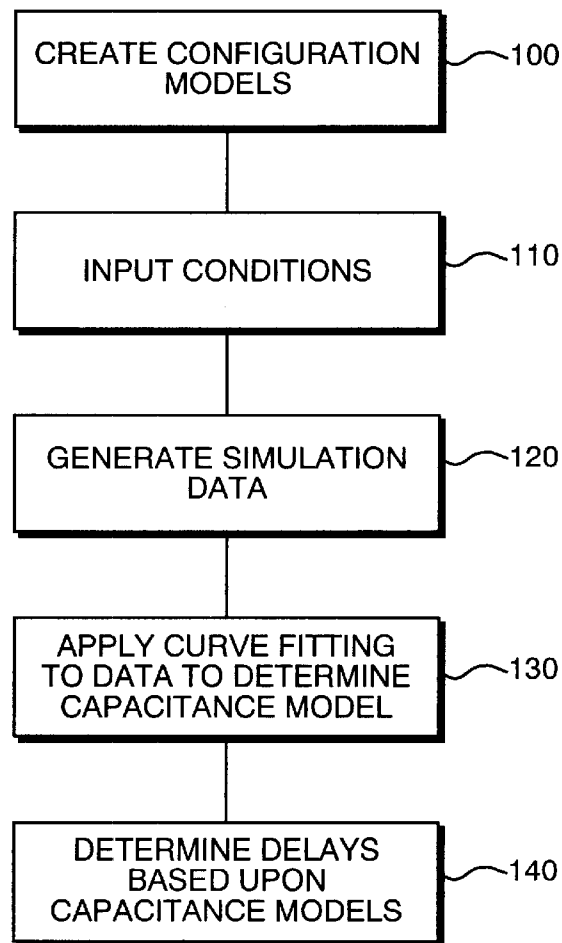 CREATE CONFIGURATION
MODELS
100
INPUT CONDITIONS
110
GENERATE SIMULATION
DATA
120
APPLY CURVE FITTING
TO DATA TO DETERMINE
CAPACITANCE MODEL
130
DETERMINE DELAYS
BASED UPON
CAPACITANCE MODELS
140